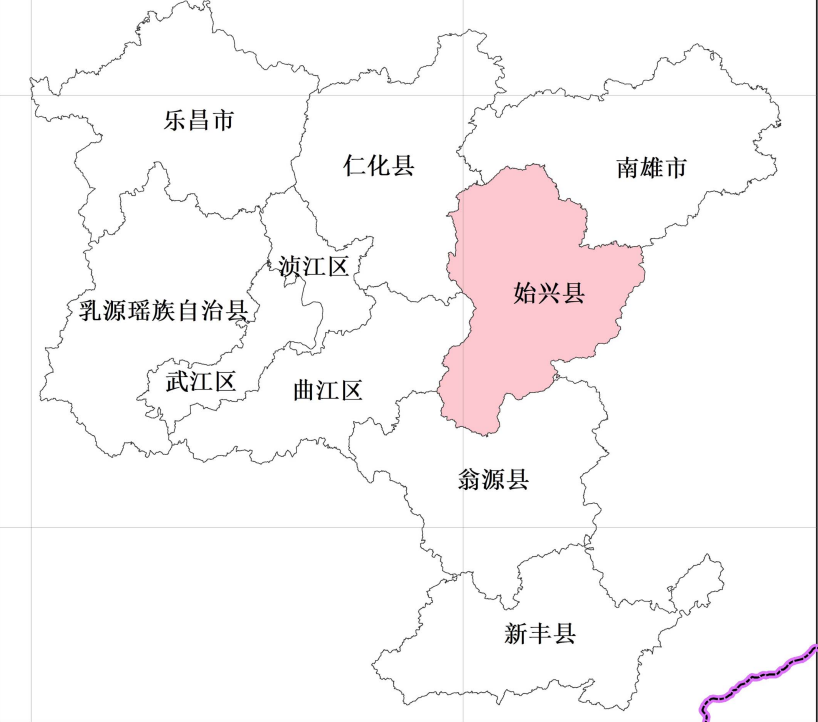 乐昌市
仁化县
南雄市
浈江区
始兴县
乳源瑶族自治县
武江区
曲江区
翁源县
新丰县